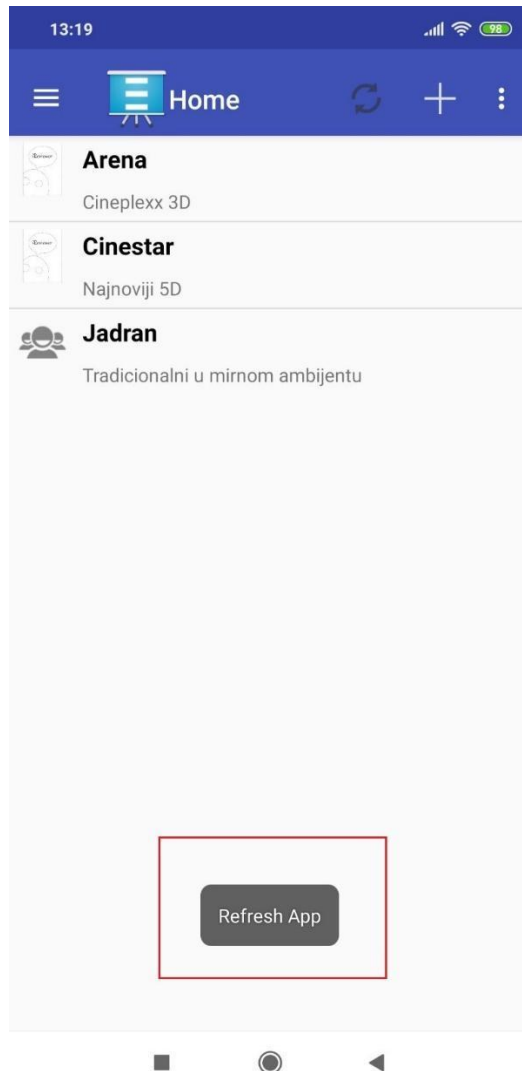 13:19
98
Home
Arena
Cineplexx 3D
Cinestar
Najnoviji 5D
Jadran
Tradicionalni u mirnom ambijentu
Refresh App